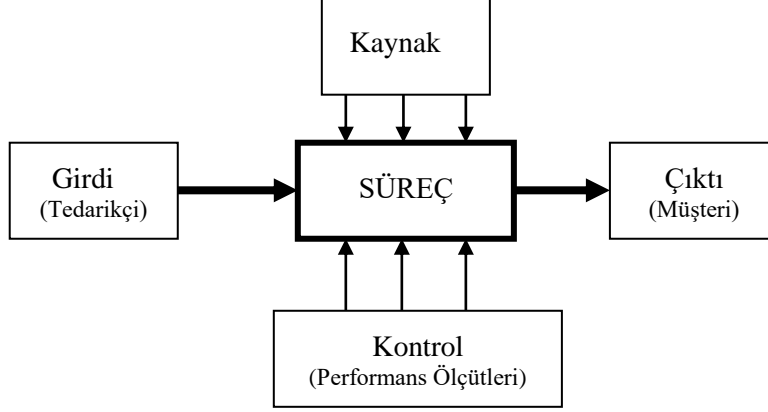 Kaynak
Girdi
(Tedarikçi)
SÜREÇ
Çıktı
(Müşteri)
Kontrol
(Performans Ölçütleri)